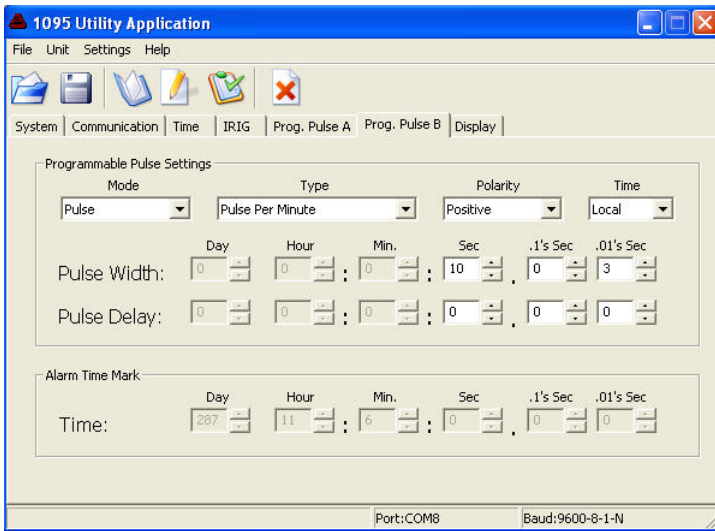 1095 Utility Application
File Unit Settings Help
System Communication Time IRIG Prog. Pulse A Prog. Pulse B Display
Programmable Pulse Settings
Mode Type Polarity Time
Pulse Pulse Per Minute Positive Local
Day Hour Min. Sec .1's Sec .01's Sec
Pulse Width: 0 0 : 0 : 10 . 0 3
Pulse Delay: 0 0 : 0 : 0 . 0 0
Alarm Time Mark
Day Hour Min. Sec .1's Sec .01's Sec
Time: 287 11 : 6 : 0 . 0 0
Port:COM8 Baud:9600-8-1-N